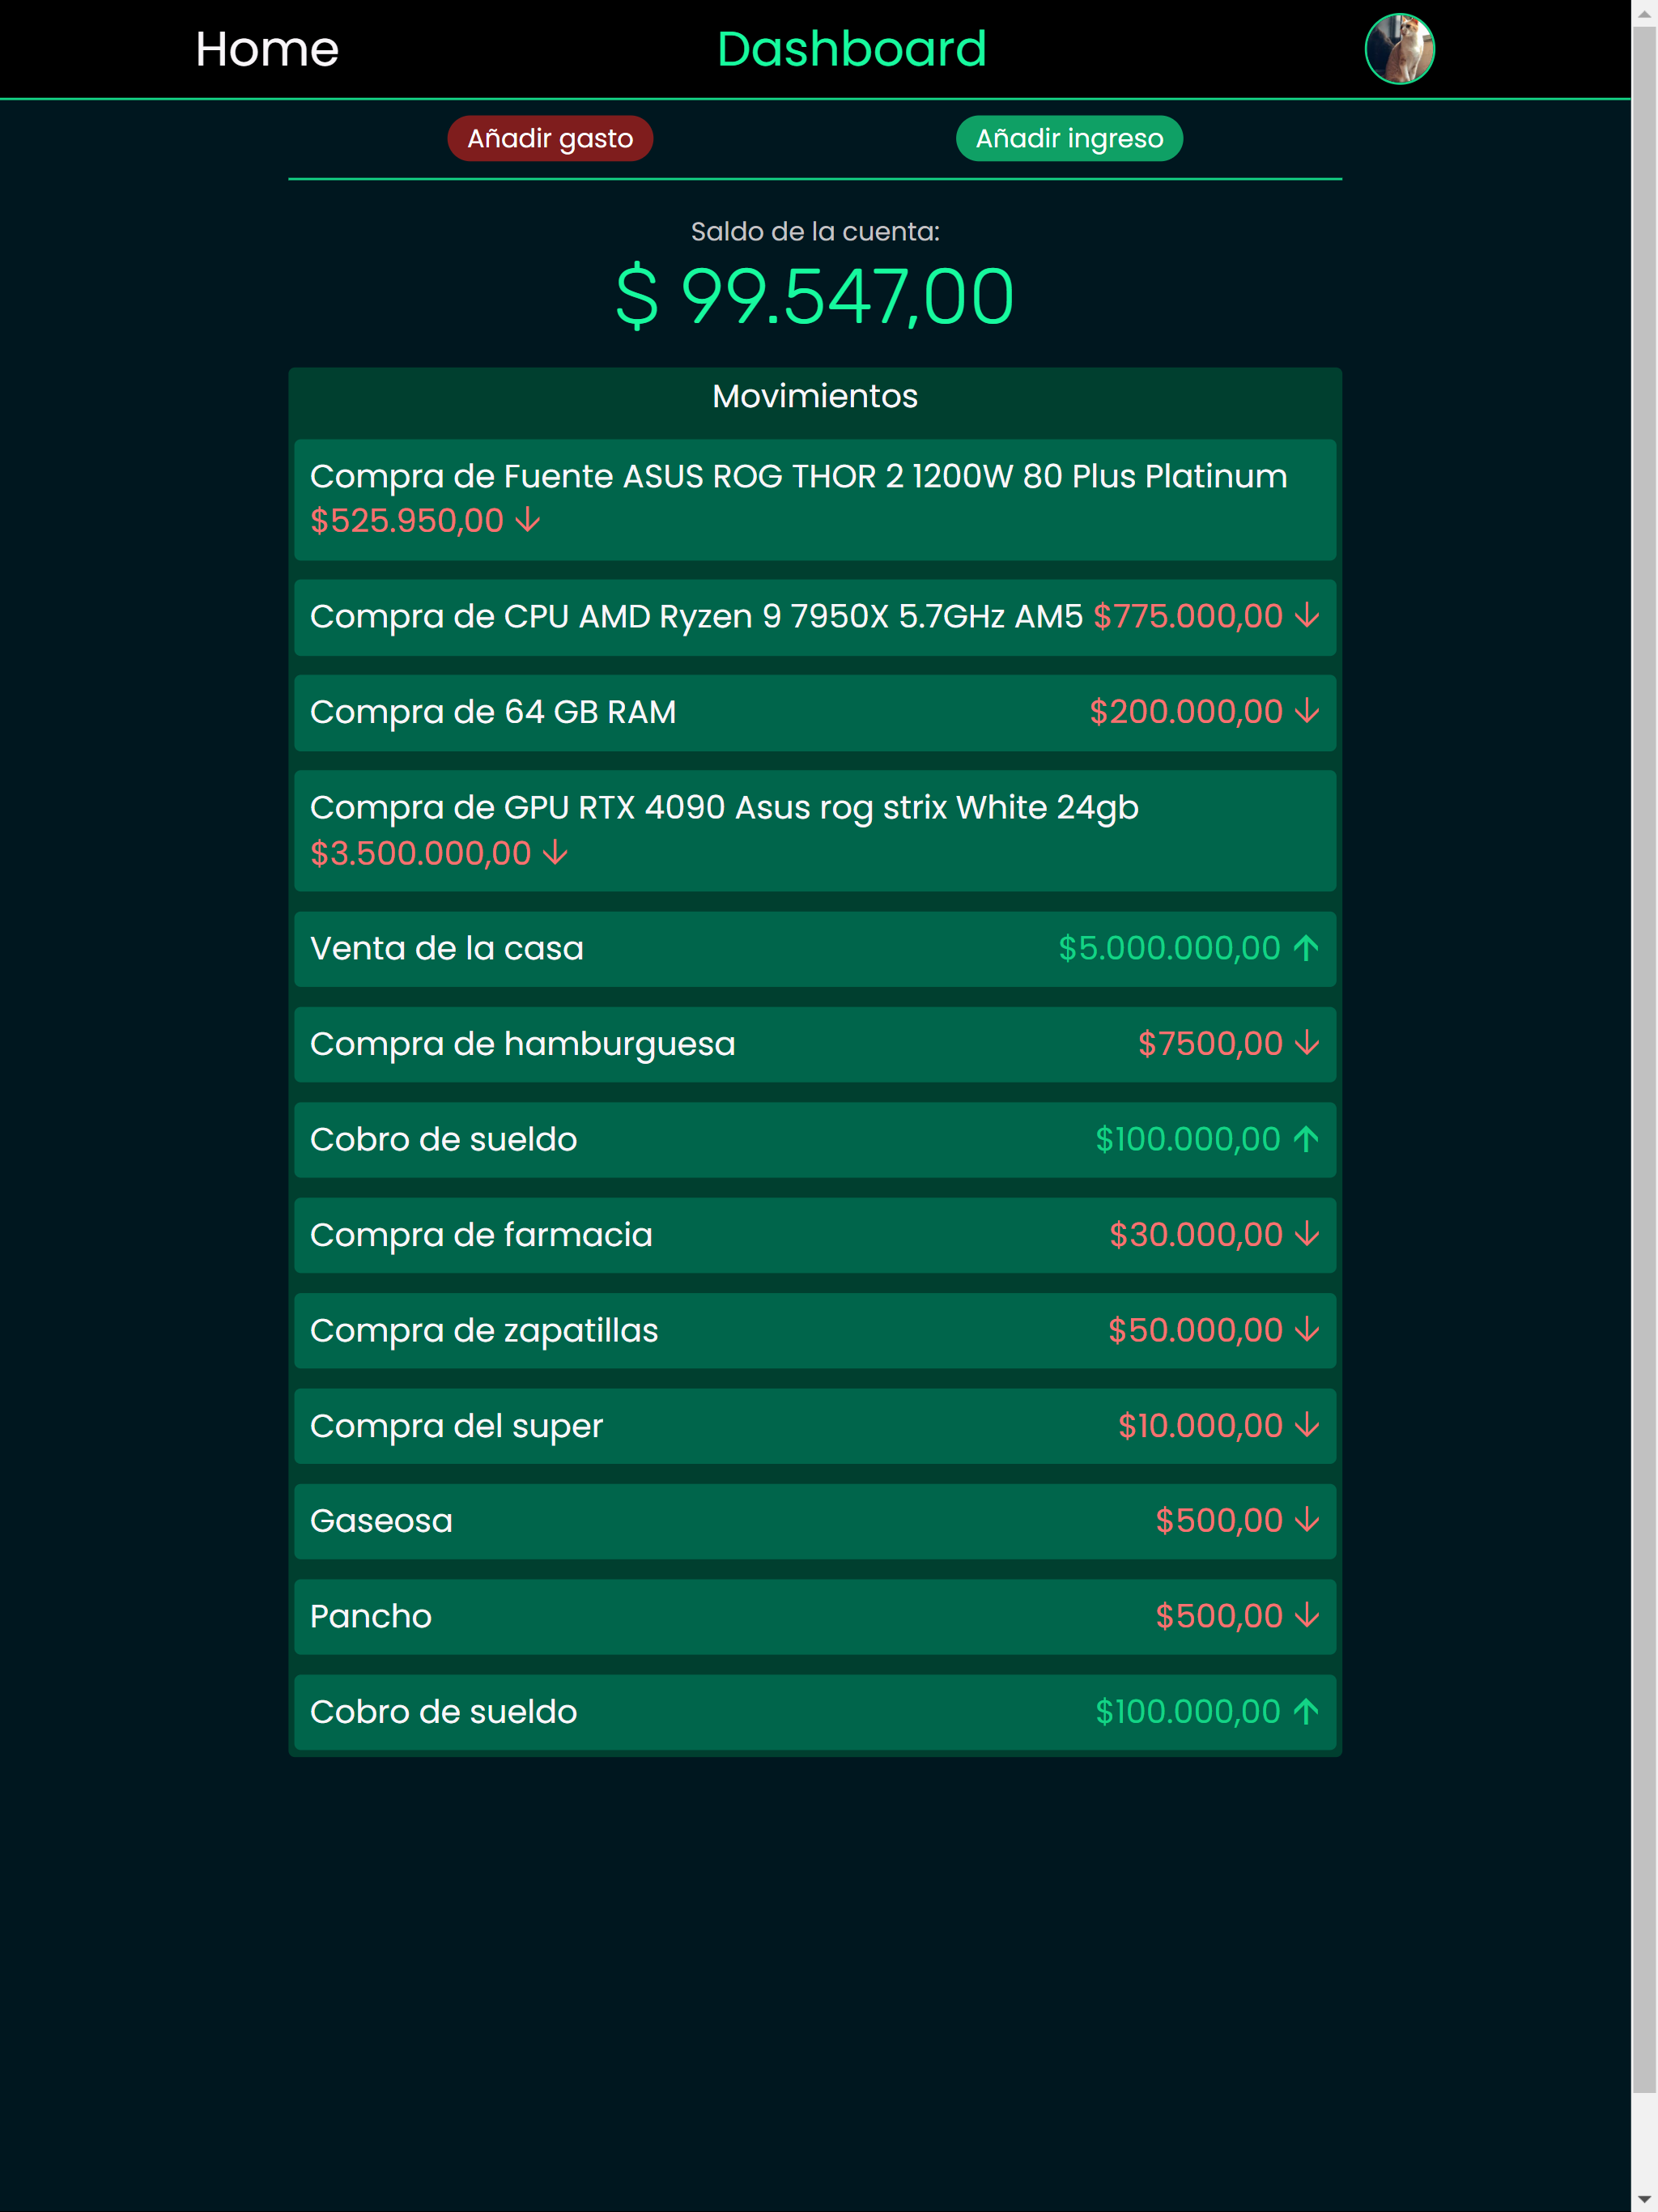 Home Dashboard
Añadir gasto Añadir ingreso
Saldo de la cuenta:
$ 99.547,00
Movimientos
Compra de Fuente ASUS ROG THOR 2 1200W 80 Plus Platinum
$525.950,00 ↓
Compra de CPU AMD Ryzen 9 7950X 5.7GHz AM5 $775.000,00 ↓
Compra de 64 GB RAM $200.000,00 ↓
Compra de GPU RTX 4090 Asus rog strix White 24gb
$3.500.000,00 ↓
Venta de la casa $5.000.000,00 ↑
Compra de hamburguesa $7500,00 ↓
Cobro de sueldo $100.000,00 ↑
Compra de farmacia $30.000,00 ↓
Compra de zapatillas $50.000,00 ↓
Compra del super $10.000,00 ↓
Gaseosa $500,00 ↓
Pancho $500,00 ↓
Cobro de sueldo $100.000,00 ↑